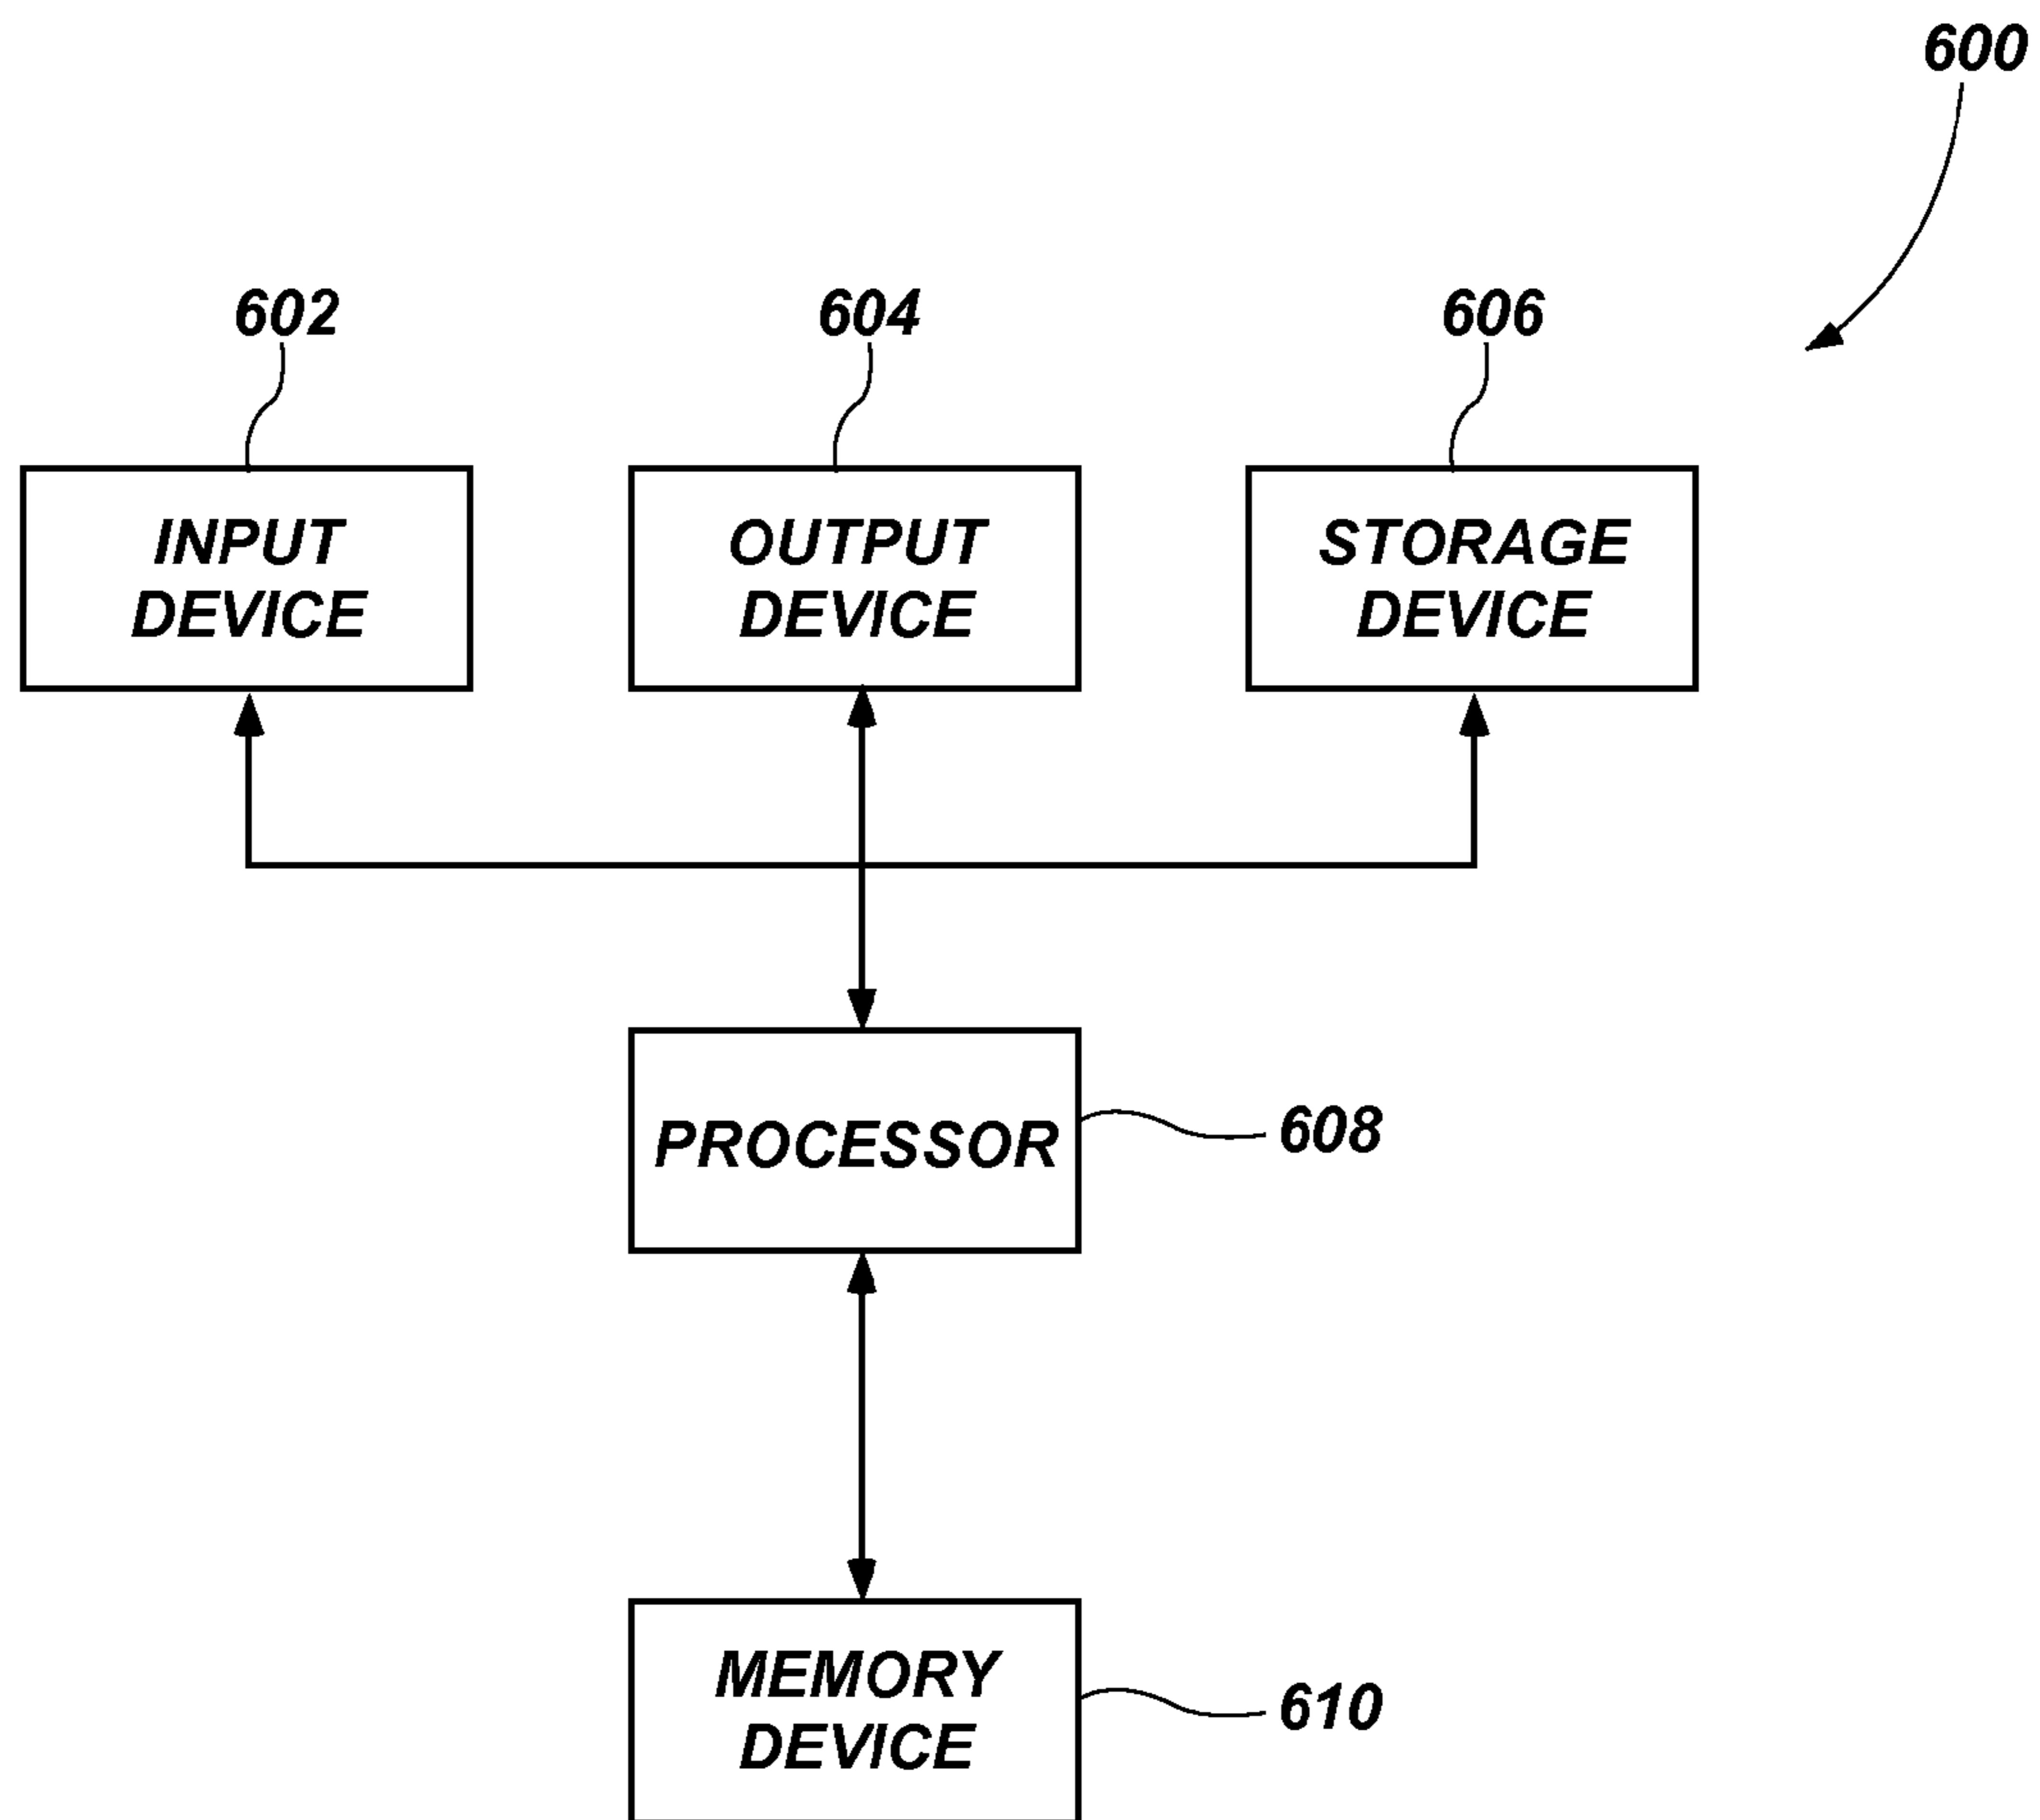 600
602
604
606
INPUT
DEVICE
OUTPUT
DEVICE
STORAGE
DEVICE
PROCESSOR
608
MEMORY
DEVICE
610